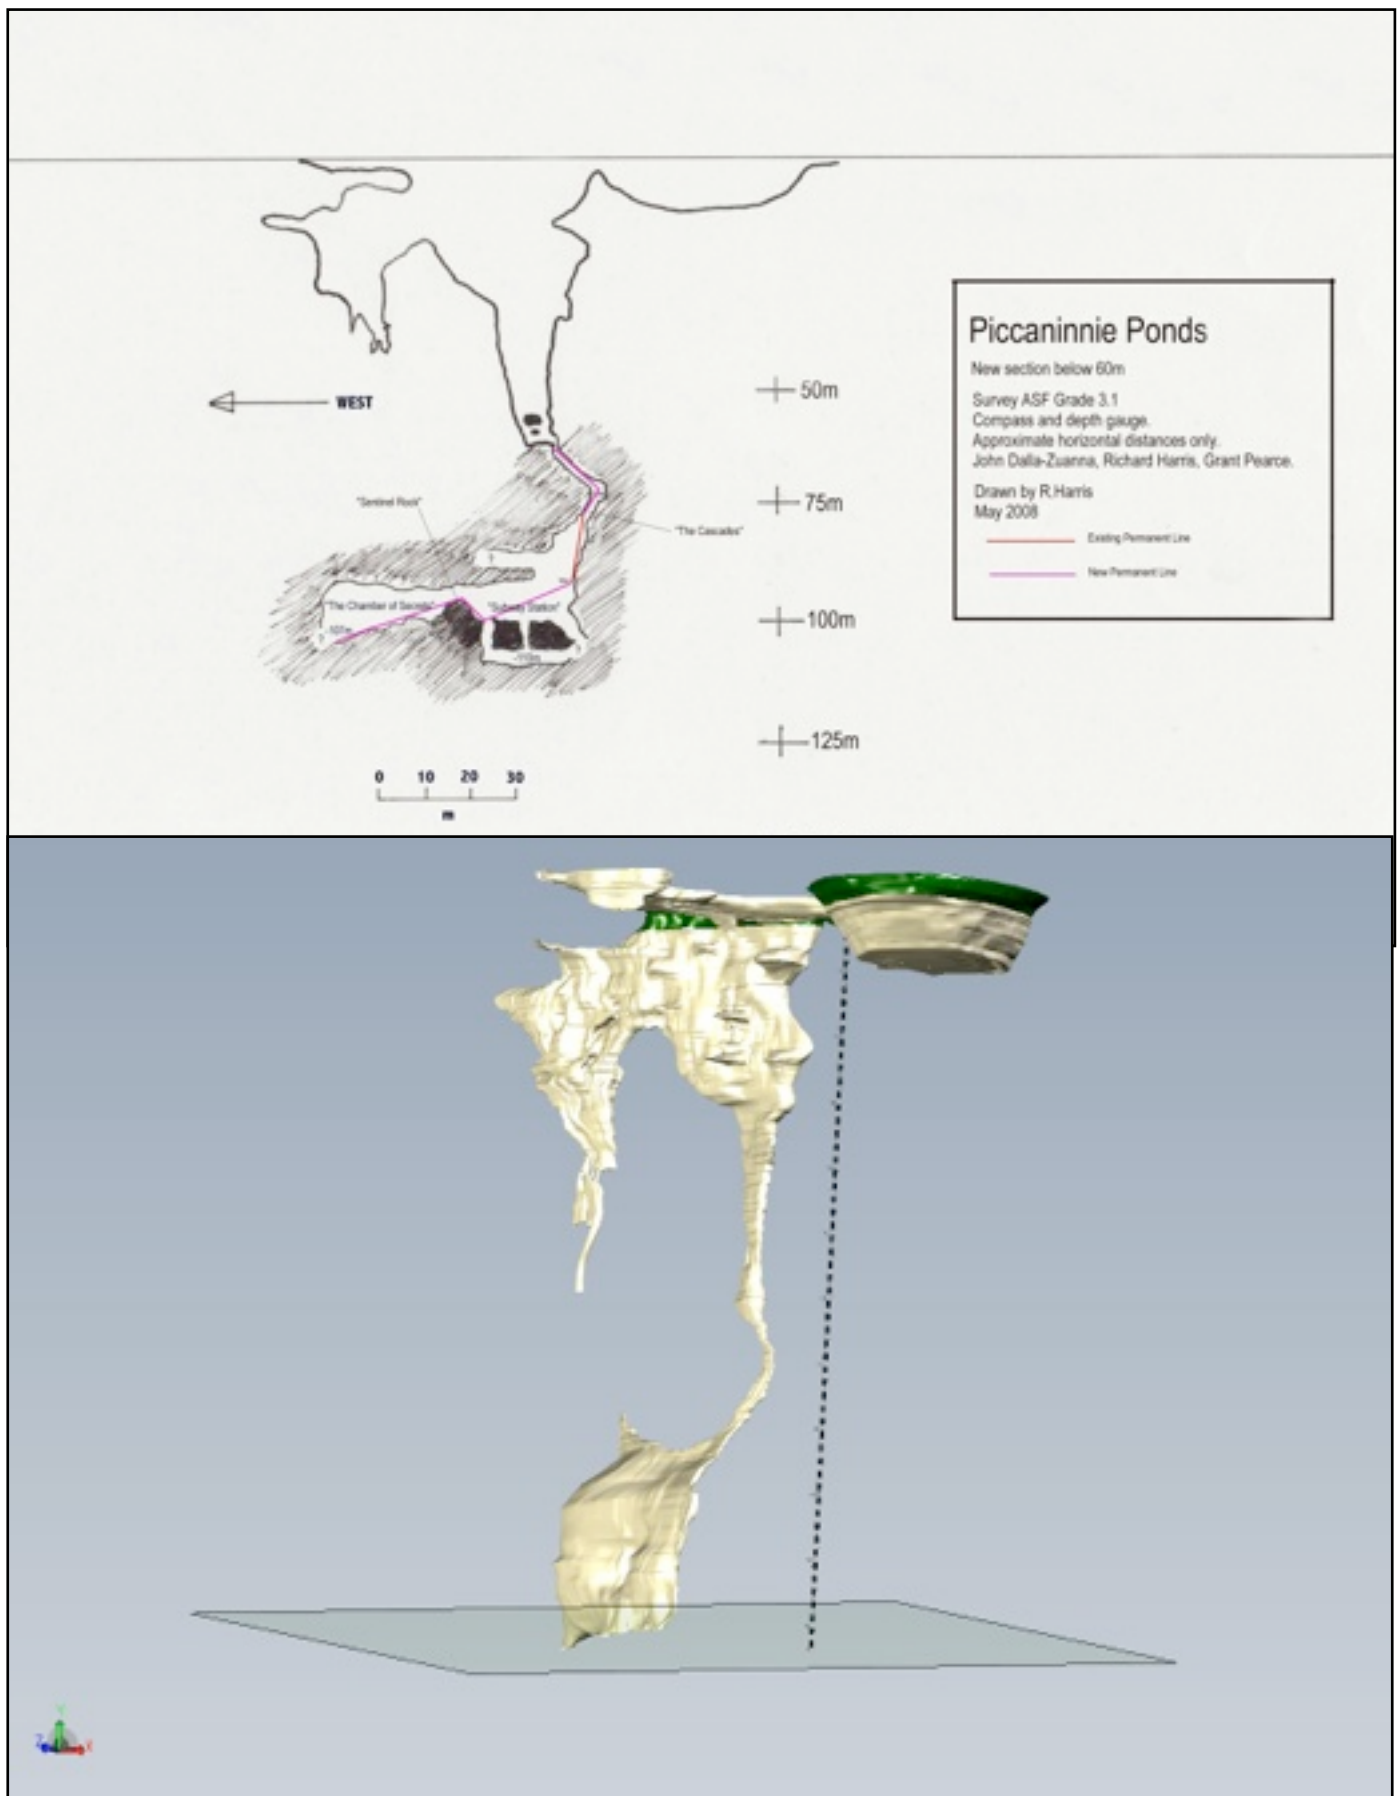 WEST
50m
"Sentinel Rock"
75m
"The Cascades"
"The Chamber of Secrets"
"Subway Station"
100m
125m
0 10 20 30
m
Piccaninnie Ponds
New section below 60m
Survey ASF Grade 3.1
Compass and depth gauge.
Approximate horizontal distances only.
John Dalla-Zuanna, Richard Harris, Grant Pearce.
Drawn by R.Harris
May 2008
Existing Permanent Line
New Permanent Line
Y
Z
X